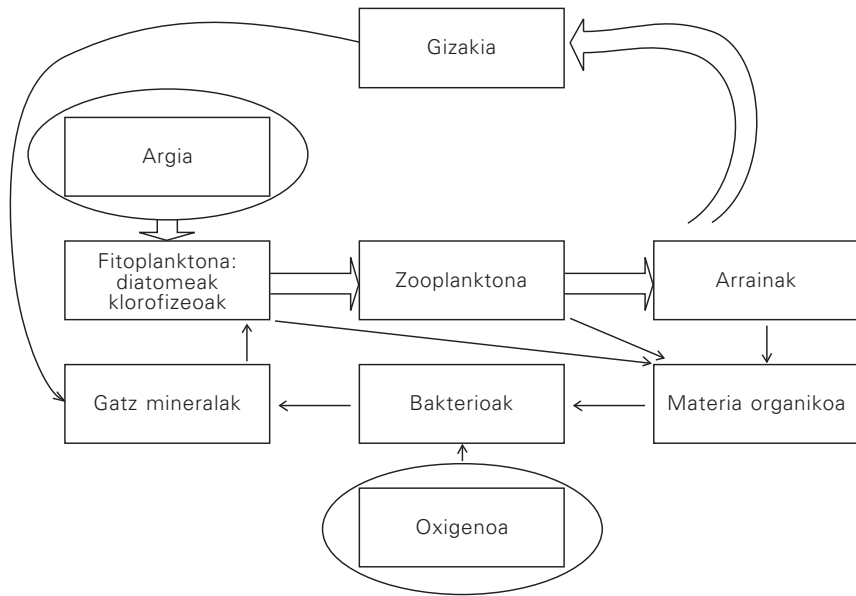 Gizakia
Argia
Fitoplanktona:
diatomeak
klorofizeoak
Zooplanktona
Arrainak
Gatz mineralak
Bakterioak
Materia organikoa
Oxigenoa